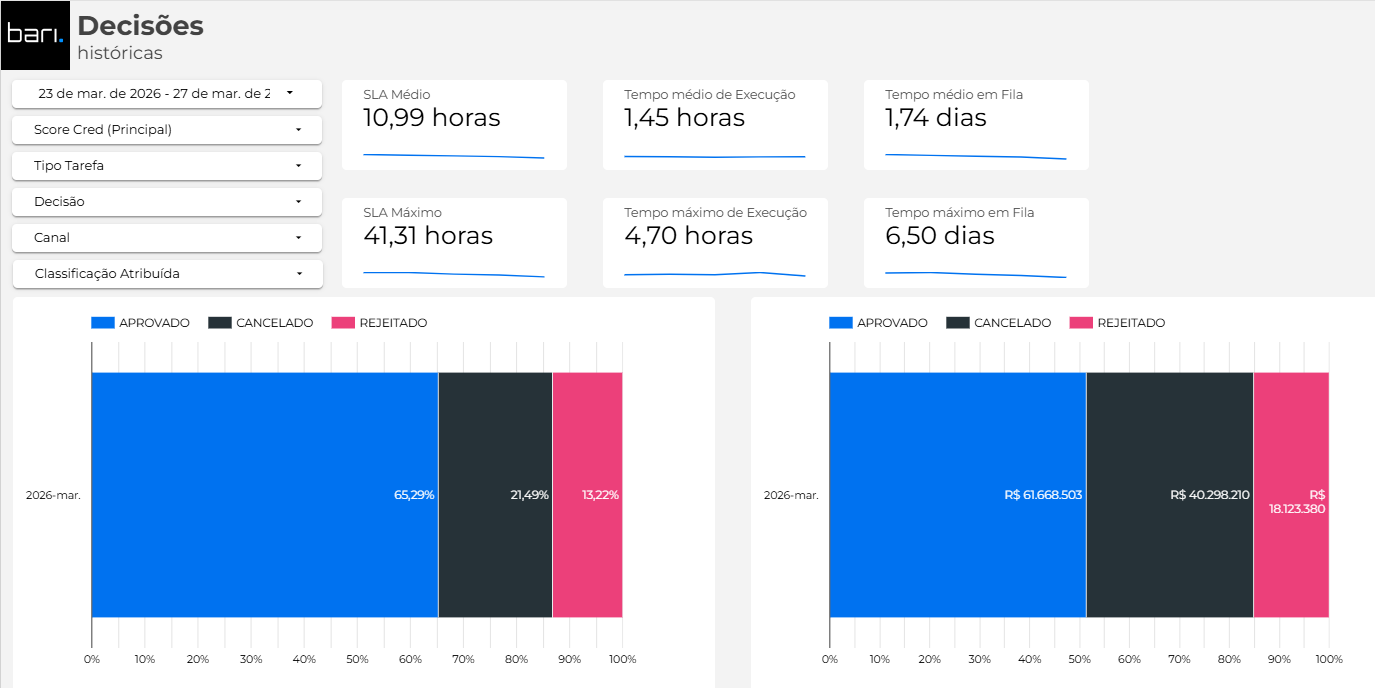 bari.
Decisões
históricas
23 de mar. de 2026 - 27 de mar. de 2
Score Cred (Principal)
Tipo Tarefa
Decisão
Canal
Classificação Atribuída
SLA Médio
10,99 horas
Tempo médio de Execução
1,45 horas
Tempo médio em Fila
1,74 dias
SLA Máximo
41,31 horas
Tempo máximo de Execução
4,70 horas
Tempo máximo em Fila
6,50 dias
APROVADO CANCELADO REJEITADO
2026-mar. 65,29% 21,49% 13,22%
0% 10% 20% 30% 40% 50% 60% 70% 80% 90% 100%
APROVADO CANCELADO REJEITADO
2026-mar. R$ 61.668.503 R$ 40.298.210 R$
18.123.380
0% 10% 20% 30% 40% 50% 60% 70% 80% 90% 100%